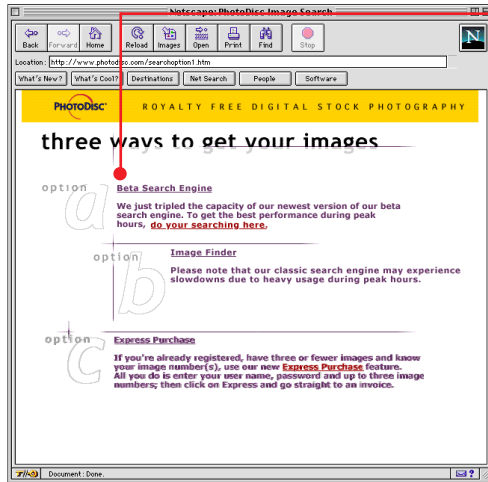 Netscape: PhotoDisc Image Search
Back Forward Home Reload Images Open Print Find Stop
N
Location: http://www.photodisc.com/searchoption1.htm
What's New? What's Cool? Destinations Net Search People Software
PHOTODISC ROYALTY FREE DIGITAL STOCK PHOTOGRAPHY
three ways to get your images
option a
Beta Search Engine
We just tripled the capacity of our newest version of our beta
search engine. To get the best performance during peak
hours, do your searching here.
option b
Image Finder
Please note that our classic search engine may experience
slowdowns due to heavy usage during peak hours.
option c
Express Purchase
If you're already registered, have three or fewer images and know
your image number(s), use our new Express Purchase feature.
All you do is enter your user name, password and up to three image
numbers; then click on Express and go straight to an invoice.
Document: Done.
?